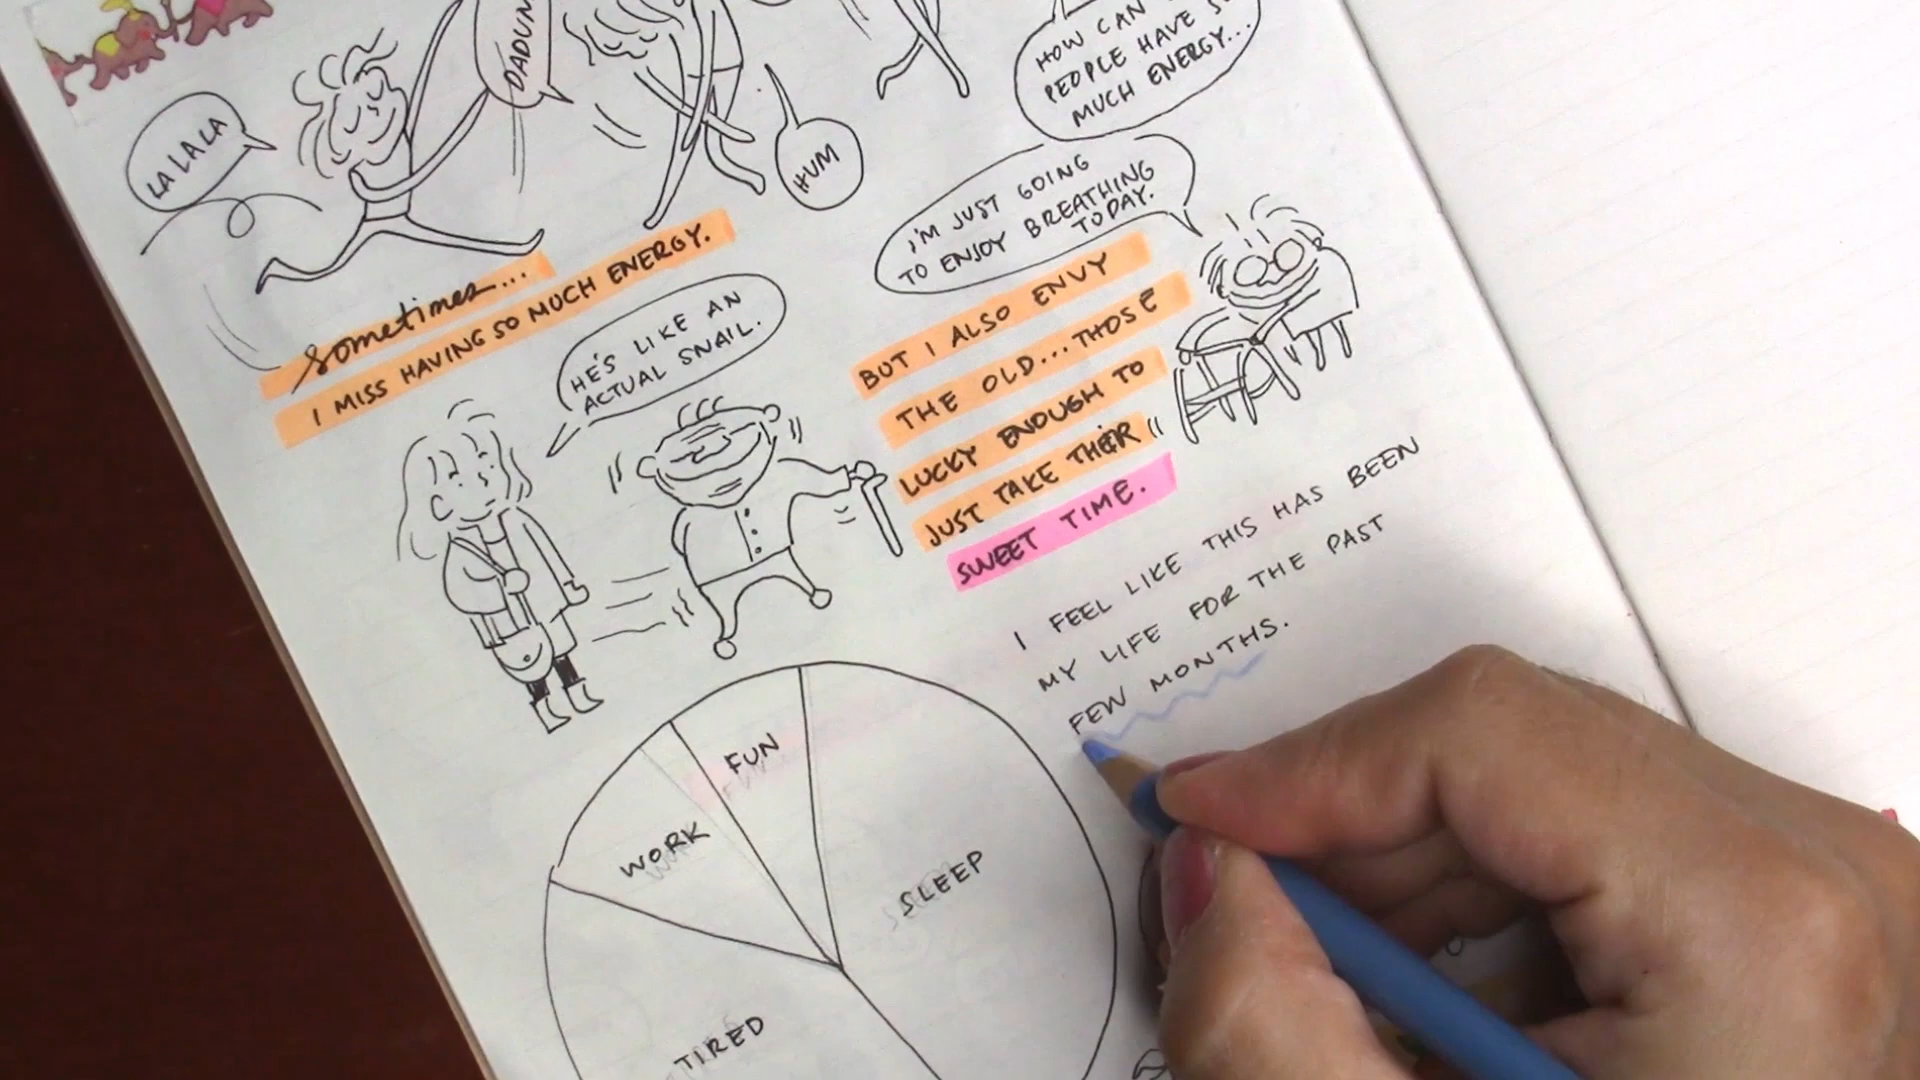 LA LA LA
DADUM
HUM
HOW CAN
PEOPLE HAVE SO
MUCH ENERGY...
I'M JUST GOING
TO ENJOY BREATHING
TODAY.
sometimes...
I MISS HAVING SO MUCH ENERGY.
HE'S LIKE AN
ACTUAL SNAIL.
BUT I ALSO ENVY
THE OLD...THOSE
LUCKY ENOUGH TO
JUST TAKE THEIR
SWEET TIME.
I FEEL LIKE THIS HAS BEEN
MY LIFE FOR THE PAST
FEW MONTHS.
FUN
WORK
SLEEP
TIRED